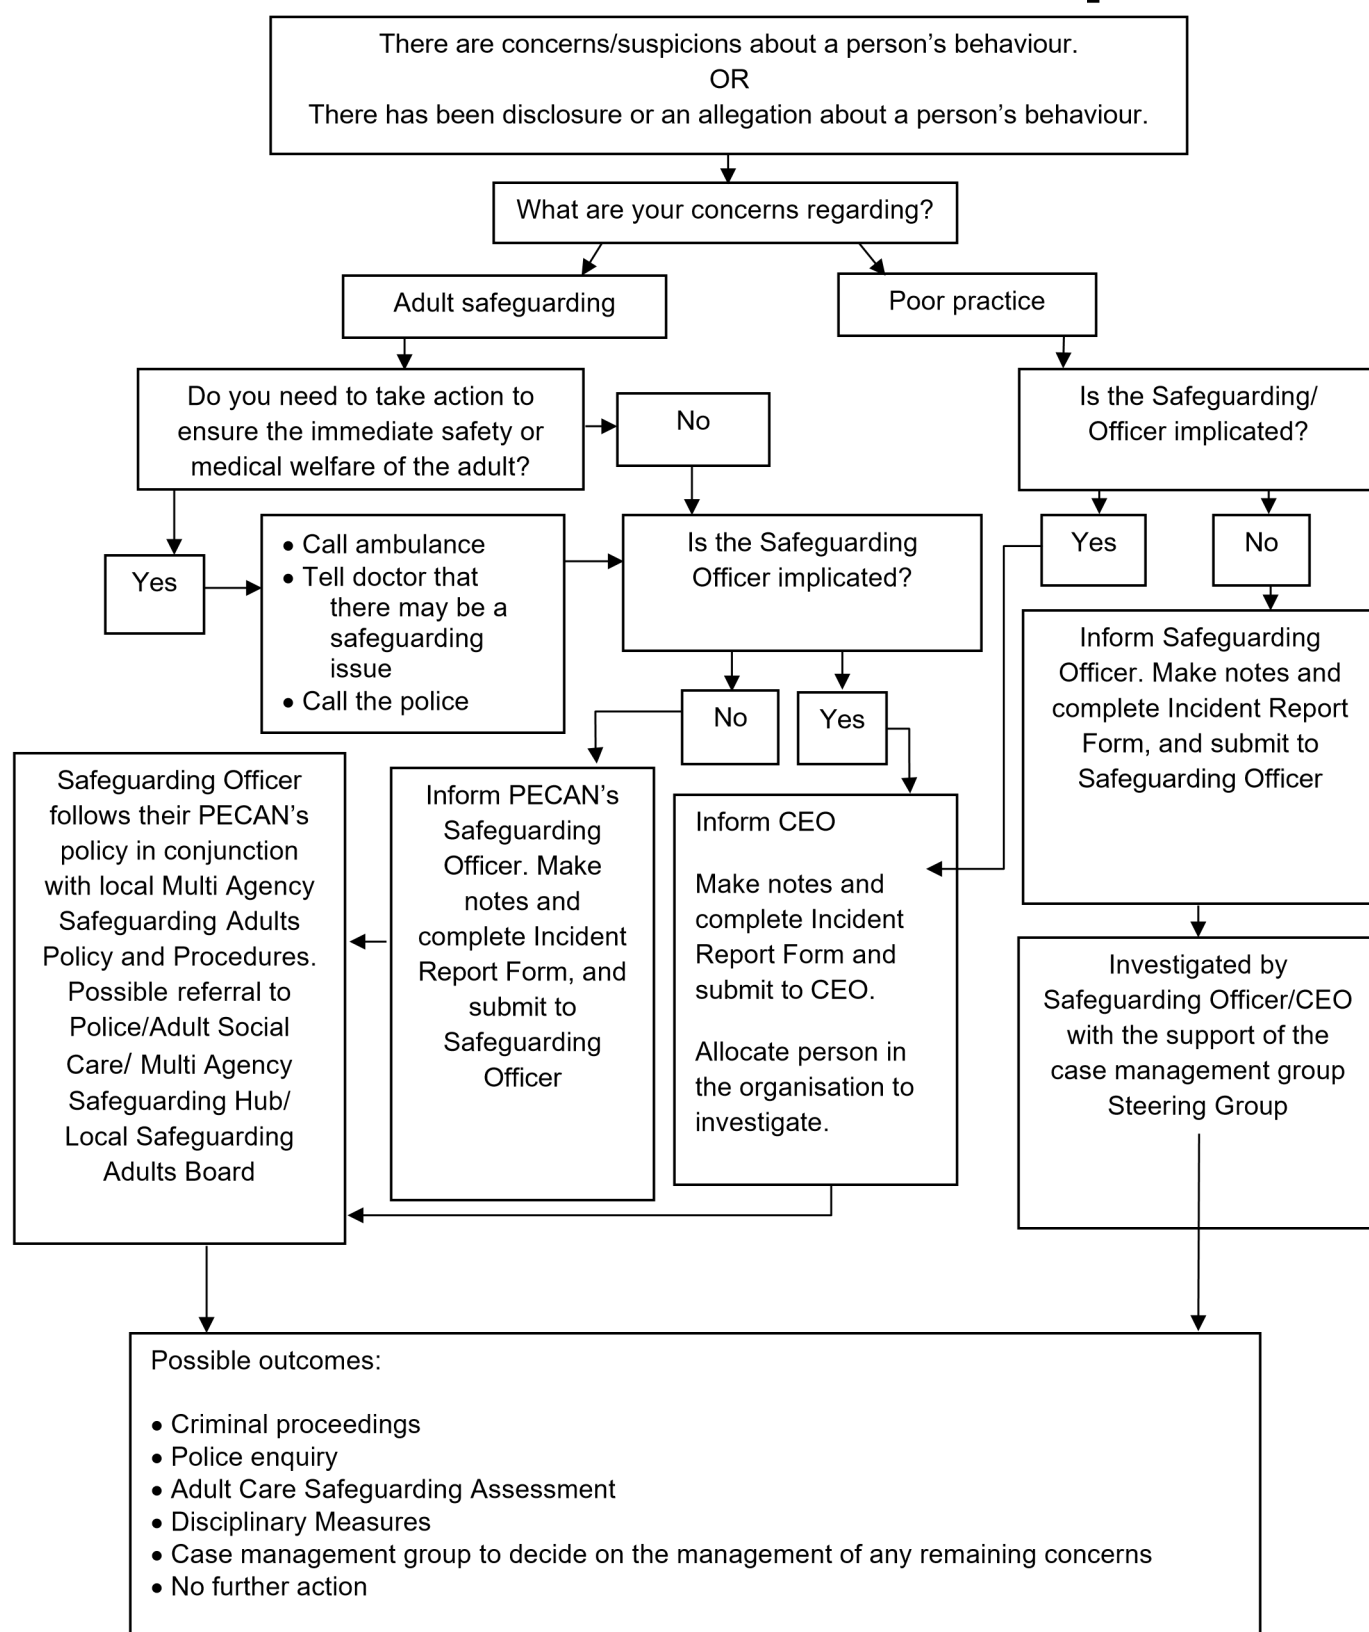 There are concerns/suspicions about a person’s behaviour.
OR
There has been disclosure or an allegation about a person’s behaviour.
What are your concerns regarding?
Adult safeguarding
Poor practice
Do you need to take action to
ensure the immediate safety or
medical welfare of the adult?
No
Is the Safeguarding/
Officer implicated?
Yes
• Call ambulance
• Tell doctor that
there may be a
safeguarding
issue
• Call the police
Is the Safeguarding
Officer implicated?
Yes
No
No
Yes
Inform Safeguarding
Officer. Make notes and
complete Incident Report
Form, and submit to
Safeguarding Officer
Safeguarding Officer
follows their PECAN’s
policy in conjunction
with local Multi Agency
Safeguarding Adults
Policy and Procedures.
Possible referral to
Police/Adult Social
Care/ Multi Agency
Safeguarding Hub/
Local Safeguarding
Adults Board
Inform PECAN’s
Safeguarding
Officer. Make
notes and
complete Incident
Report Form, and
submit to
Safeguarding
Officer
Inform CEO
Make notes and
complete Incident
Report Form and
submit to CEO.
Allocate person in
the organisation to
investigate.
Investigated by
Safeguarding Officer/CEO
with the support of the
case management group
Steering Group
Possible outcomes:
• Criminal proceedings
• Police enquiry
• Adult Care Safeguarding Assessment
• Disciplinary Measures
• Case management group to decide on the management of any remaining concerns
• No further action